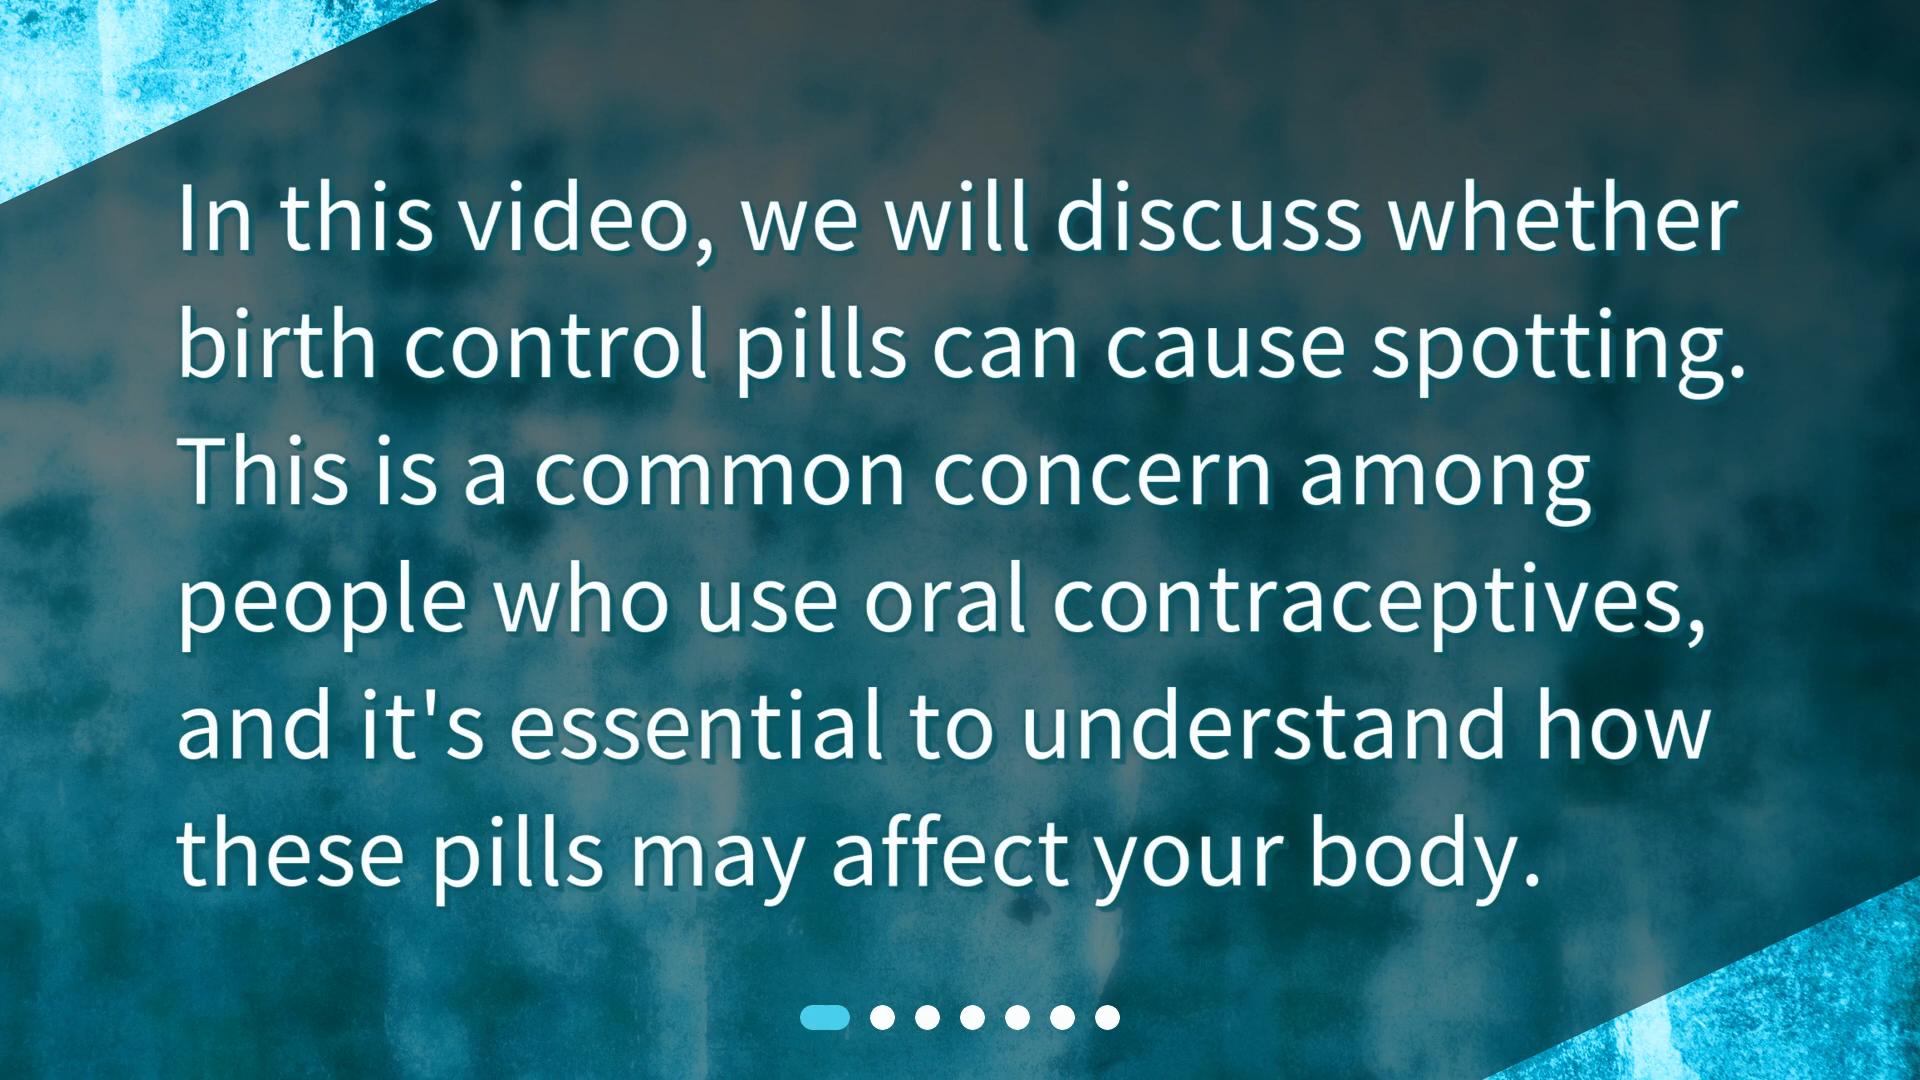 In this video, we will discuss whether
birth control pills can cause spotting.
This is a common concern among
people who use oral contraceptives,
and it's essential to understand how
these pills may affect your body.